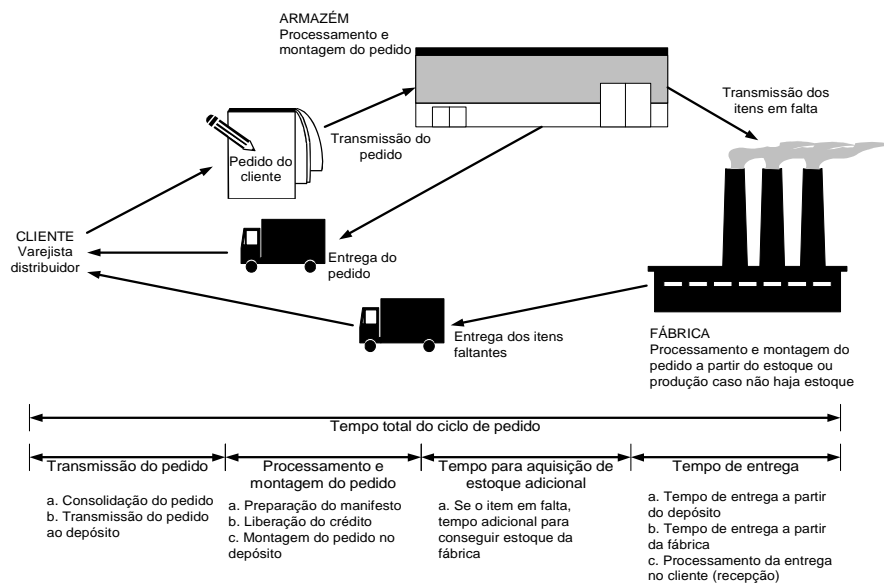 ARMAZÉM
Processamento e
montagem do pedido
Transmissão dos
itens em falta
Transmissão do
pedido
Pedido do
cliente
CLIENTE
Varejista
distribuidor
Entrega do
pedido
Entrega dos itens
faltantes
FÁBRICA
Processamento e montagem do
pedido a partir do estoque ou
produção caso não haja estoque
Tempo total do ciclo de pedido
Transmissão do pedido
a. Consolidação do pedido
b. Transmissão do pedido
ao depósito
Processamento e
montagem do pedido
a. Preparação do manifesto
b. Liberação do crédito
c. Montagem do pedido no
depósito
Tempo para aquisição de
estoque adicional
a. Se o item em falta,
tempo adicional para
conseguir estoque da
fábrica
Tempo de entrega
a. Tempo de entrega a partir
do depósito
b. Tempo de entrega a partir
da fábrica
c. Processamento da entrega
no cliente (recepção)